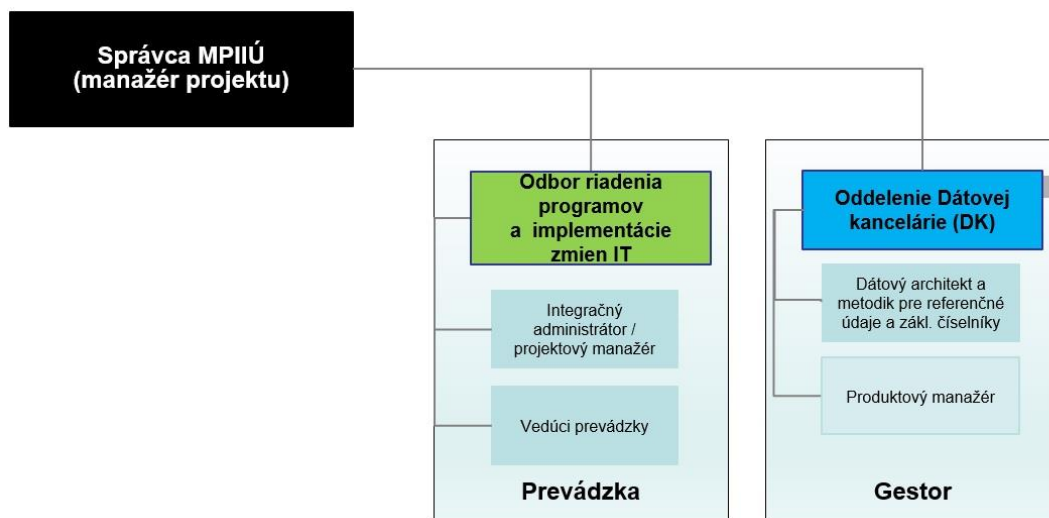 Správca MPIIÚ
(manažér projektu)
Odbor riadenia
programov
a implementácie
zmien IT
Integračný
administrátor /
projektový manažér
Vedúci prevádzky
Prevádzka
Oddelenie Dátovej
kancelárie (DK)
Dátový architekt a
metodik pre referenčné
údaje a zákl. číselníky
Produktový manažér
Gestor